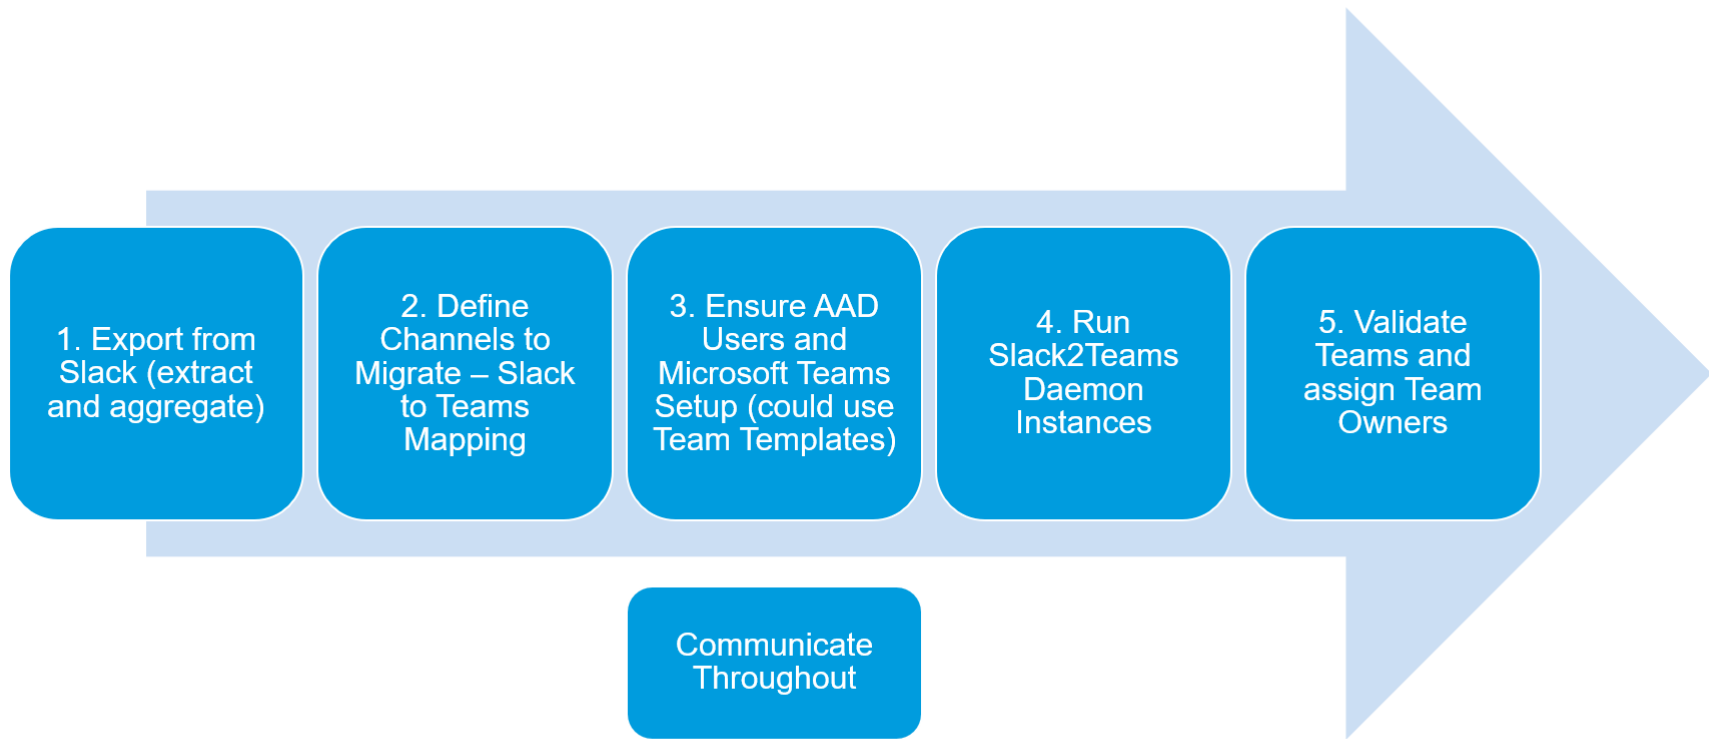 1. Export from
Slack (extract
and aggregate)
2. Define
Channels to
Migrate – Slack
to Teams
Mapping
3. Ensure AAD
Users and
Microsoft Teams
Setup (could use
Team Templates)
4. Run
Slack2Teams
Daemon
Instances
5. Validate
Teams and
assign Team
Owners
Communicate
Throughout